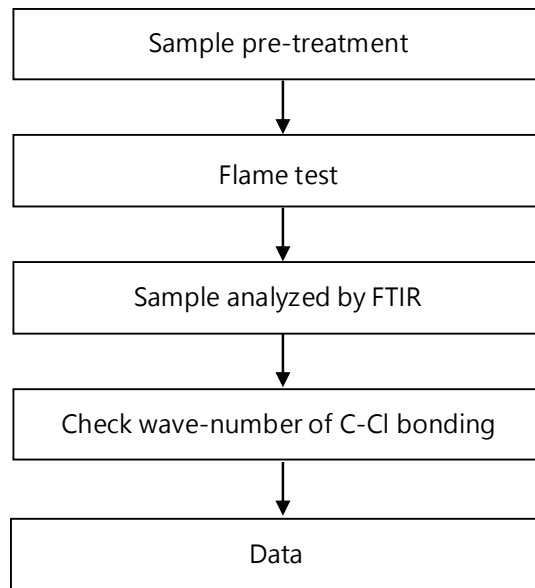 Sample pre-treatment
Flame test
Sample analyzed by FTIR
Check wave-number of C-Cl bonding
Data